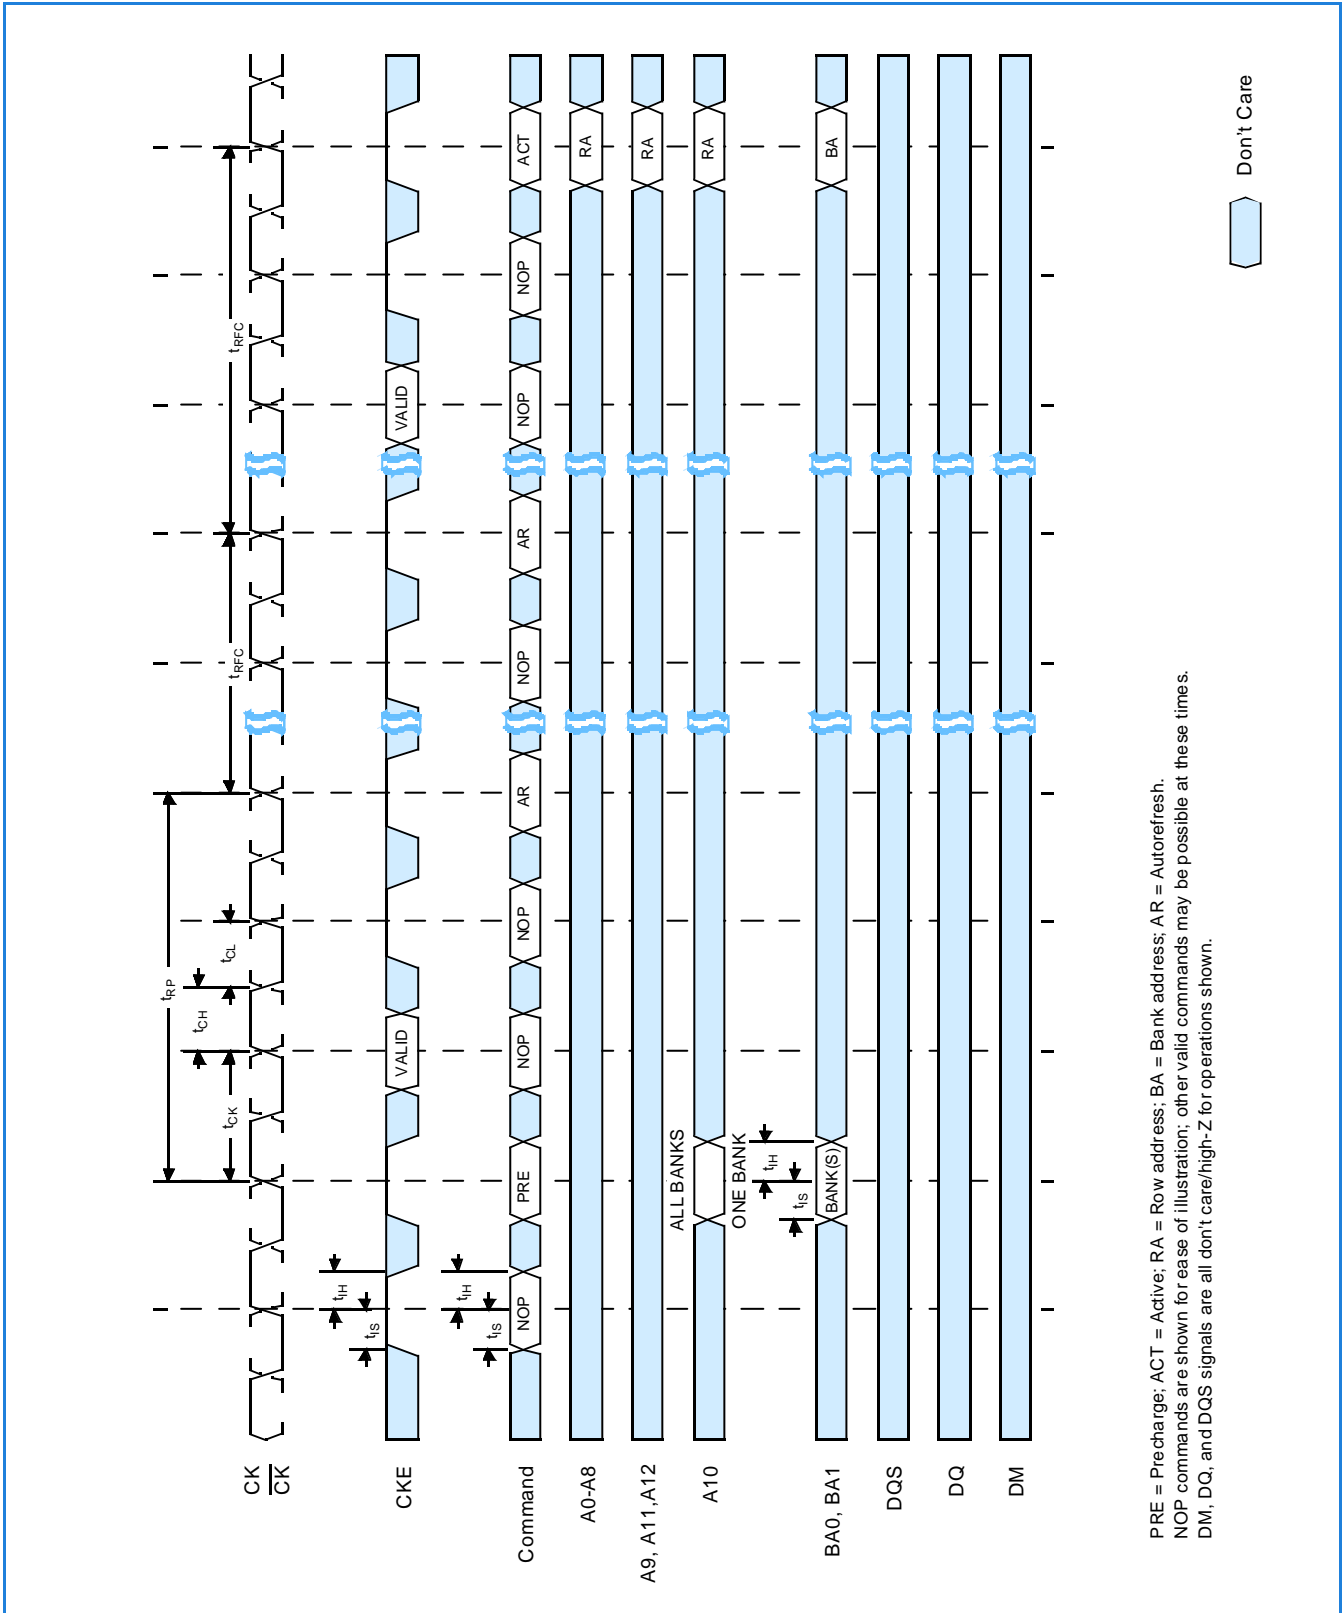 tRP
tCK
tCH
tCL
tRFC
tRFC
CK
CK
tIS
tIH
CKE
VALID
VALID
tIS
tIH
Command
NOP
PRE
NOP
NOP
AR
NOP
AR
NOP
NOP
ACT
A0-A8
RA
A9, A11,A12
RA
ALL BANKS
A10
RA
ONE BANK
tIS
tIH
BA0, BA1
BANK(S)
BA
DQS
DQ
DM
PRE = Precharge; ACT = Active; RA = Row address; BA = Bank address; AR = Autorefresh.
NOP commands are shown for ease of illustration; other valid commands may be possible at these times.
DM, DQ, and DQS signals are all don't care/high-Z for operations shown.
Don't Care